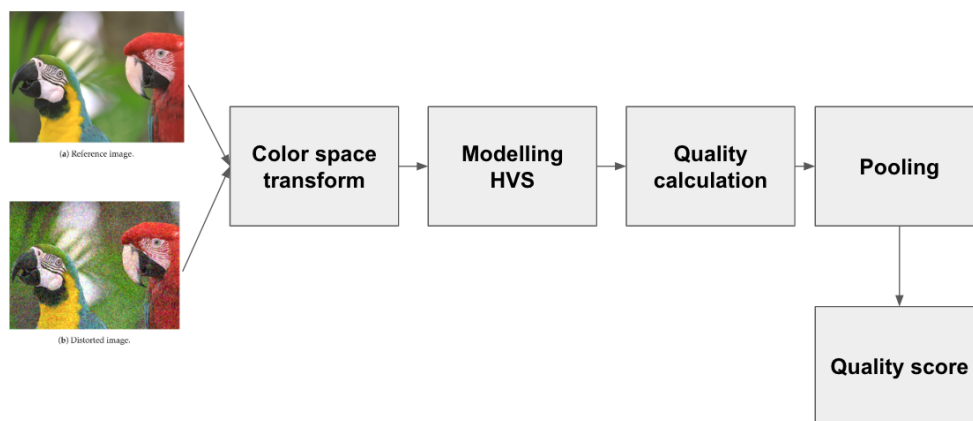 (a) Reference image.
Color space
transform
Modelling
HVS
Quality
calculation
Pooling
(b) Distorted image.
Quality score